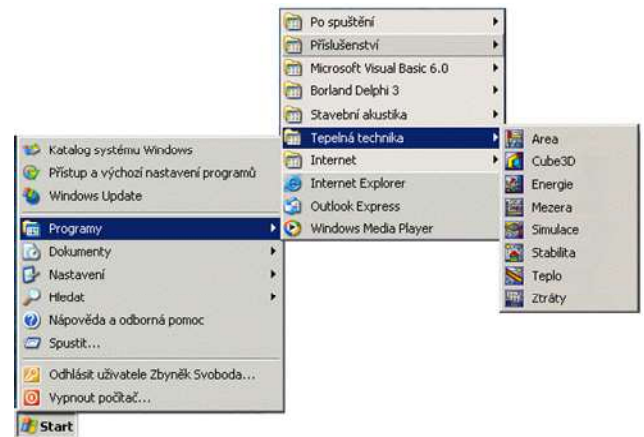 Po spuštění
Příslušenství
Microsoft Visual Basic 6.0
Borland Delphi 3
Stavební akustika
Tepelná technika
Internet
Internet Explorer
Outlook Express
Windows Media Player
Area
Cube3D
Energie
Mezera
Simulace
Stabilita
Teplo
Ztráty
Katalog systému Windows
Přístup a výchozí nastavení programů
Windows Update
Programy
Dokumenty
Nastavení
Hledat
Nápověda a odborná pomoc
Spustit...
Odhlásit uživatele Zbyněk Svoboda...
Vypnout počítač...
Start